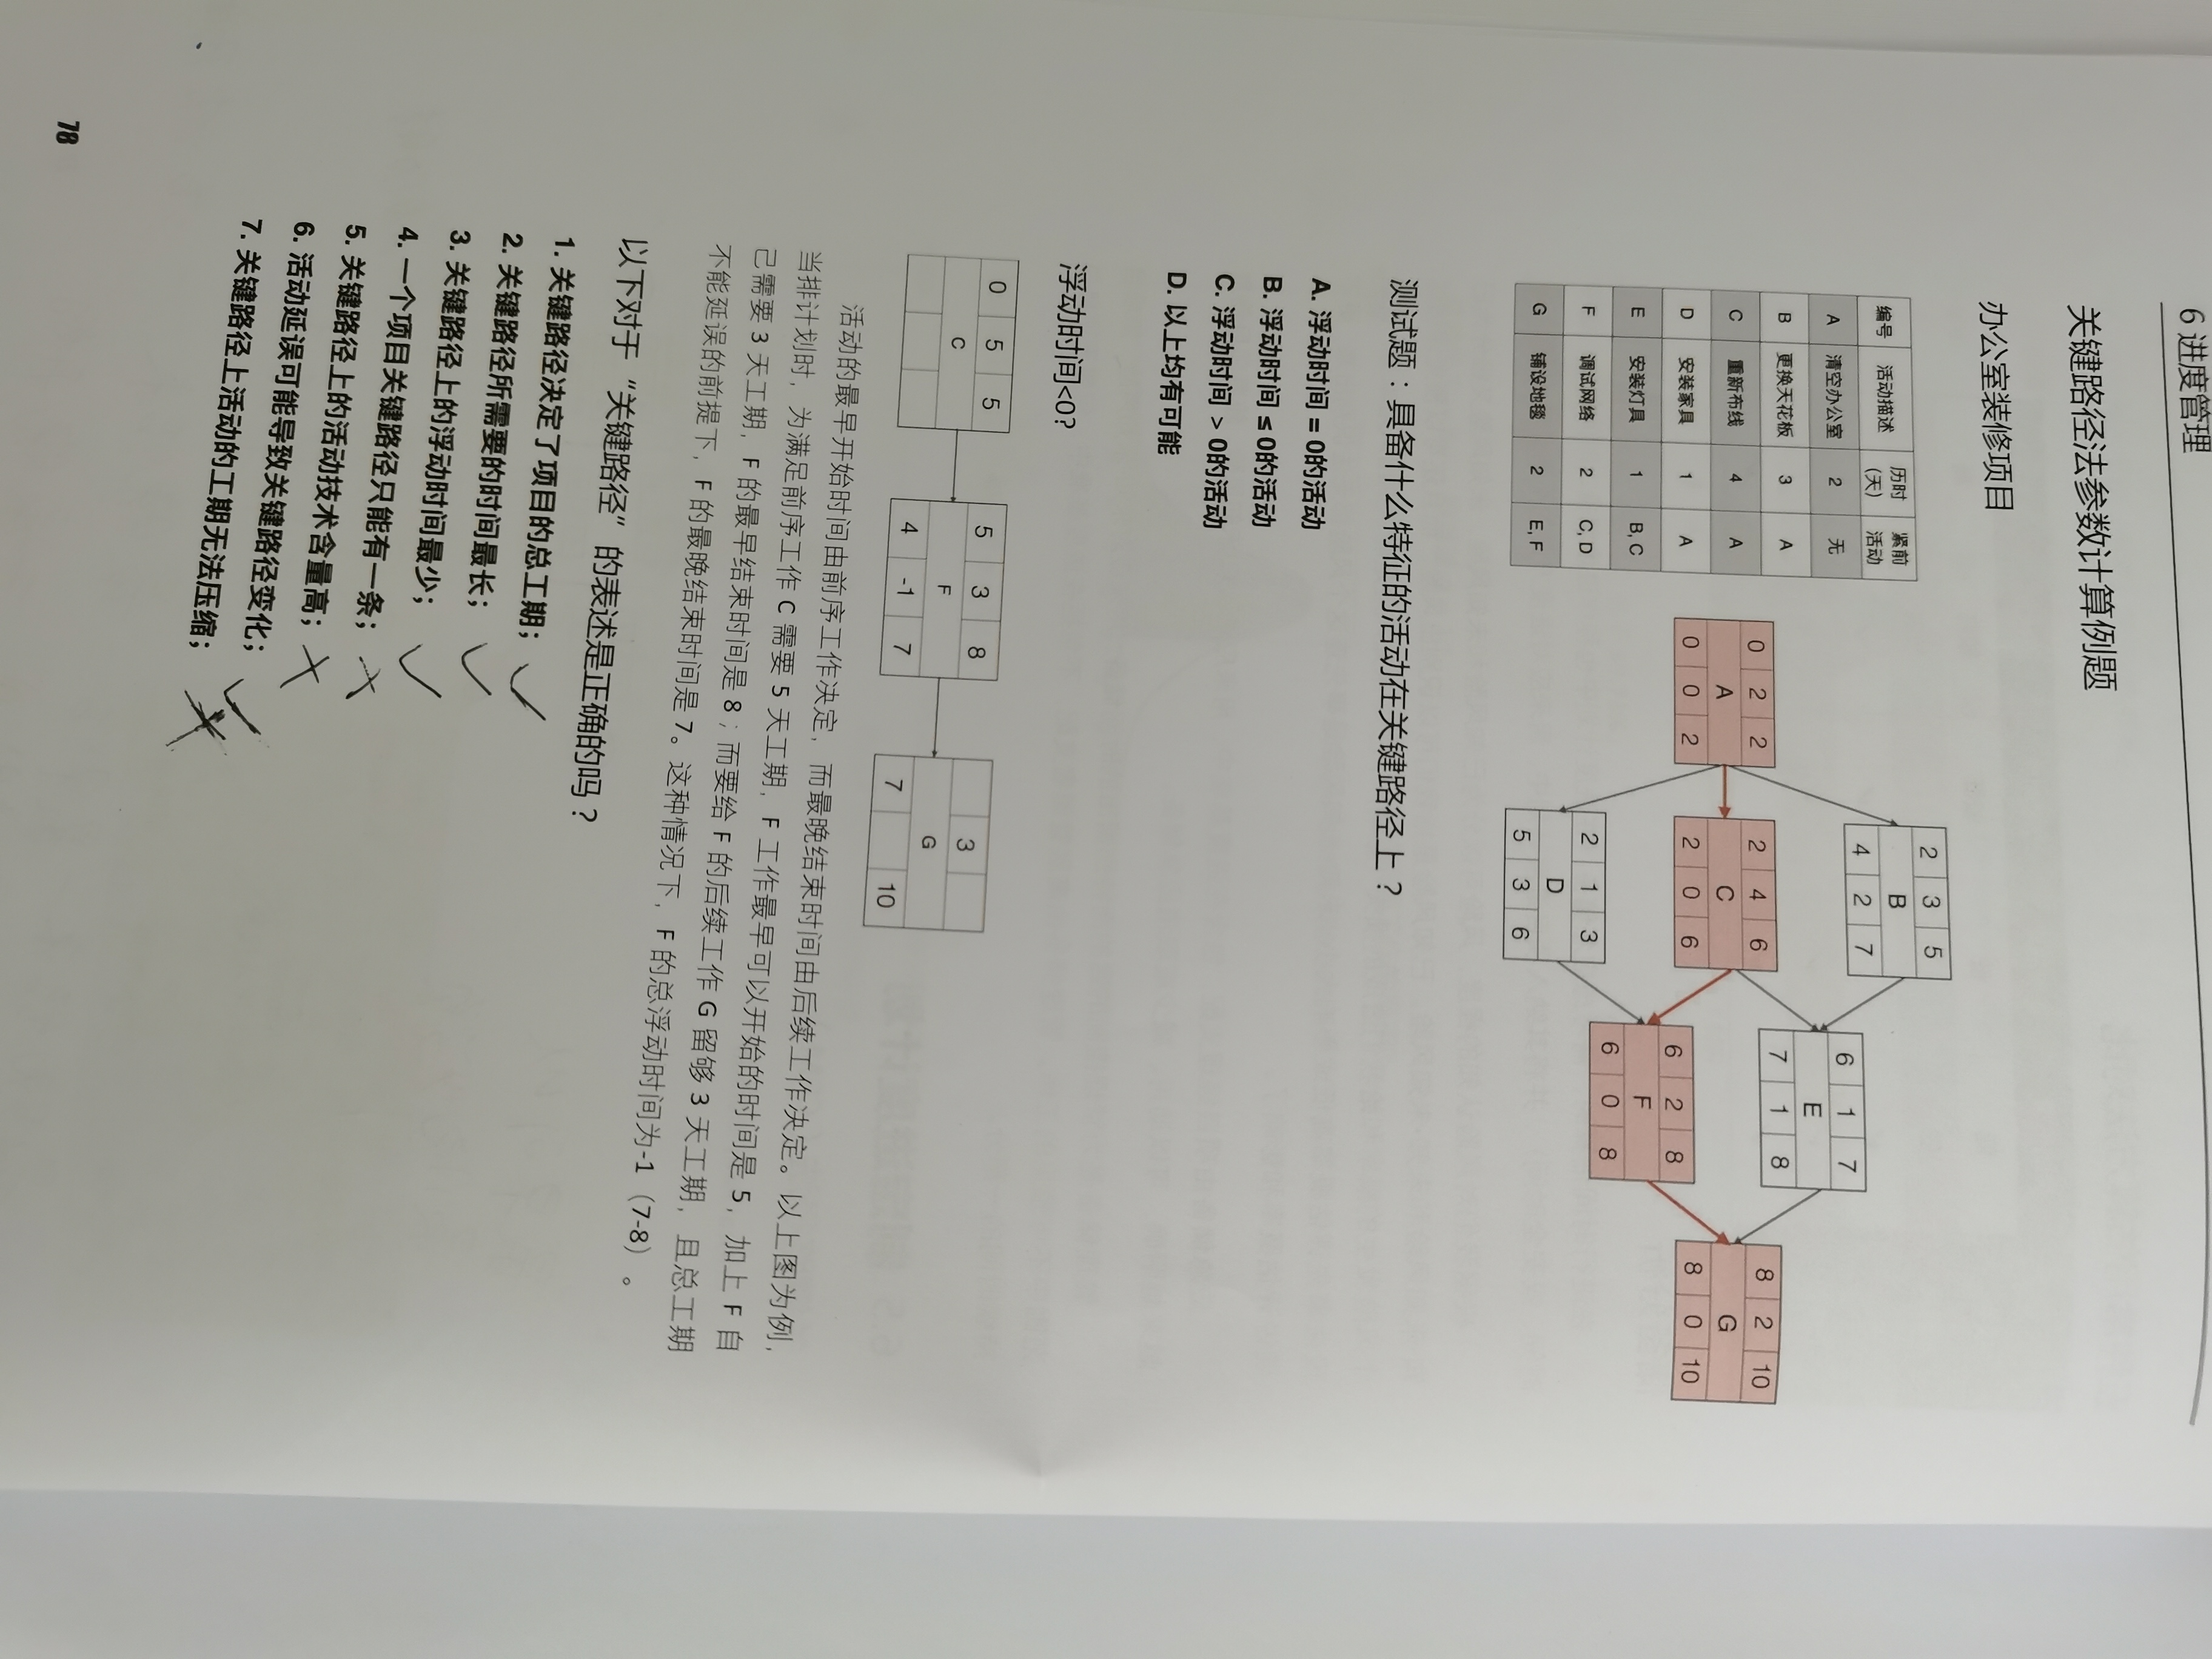 6 进度管理
关键路径法参数计算例题
办公室装修项目
编号 活动描述 历时(天) 紧前活动
A 清空办公室 2 无
B 更换天花板 3 A
C 重新布线 4 A
D 安装家具 1 A
E 安装灯具 1 B, C
F 调试网络 2 C, D
G 铺设地毯 2 E, F
2 3 5
B
4 2 7
6 1 7
E
7 1 8
0 2 2
A
0 0 2
2 4 6
C
2 0 6
8 2 10
G
8 0 10
6 2 8
F
6 0 8
2 1 3
D
5 3 6
测试题：具备什么特征的活动在关键路径上？
A. 浮动时间 = 0的活动
B. 浮动时间 ≤ 0的活动
C. 浮动时间 > 0的活动
D. 以上均有可能
浮动时间<0?
0 5 5
C
5 3 8
F
4 -1 7
3
G
7 10
活动的最早开始时间由前序工作决定，而最晚结束时间由后续工作决定。以上图为例，
当排计划时，为满足前序工作 C 需要 5 天工期，F 工作最早可以开始的时间是 5，加上 F 自
己需要 3 天工期，F 的最早结束时间是 8；而要给 F 的后续工作 G 留够 3 天工期，且总工期
不能延误的前提下，F 的最晚结束时间是 7。这种情况下，F 的总浮动时间为-1（7-8）。
以下对于“关键路径”的表述是正确的吗？
1. 关键路径决定了项目的总工期； ✓
2. 关键路径所需要的时间最长； ✓
3. 关键路径上的浮动时间最少； ✓
4. 一个项目关键路径只能有一条； ×
5. 关键路径上的活动技术含量高； ×
6. 活动延误可能导致关键路径变化； ✓
7. 关键路径上活动的工期无法压缩； ×
78